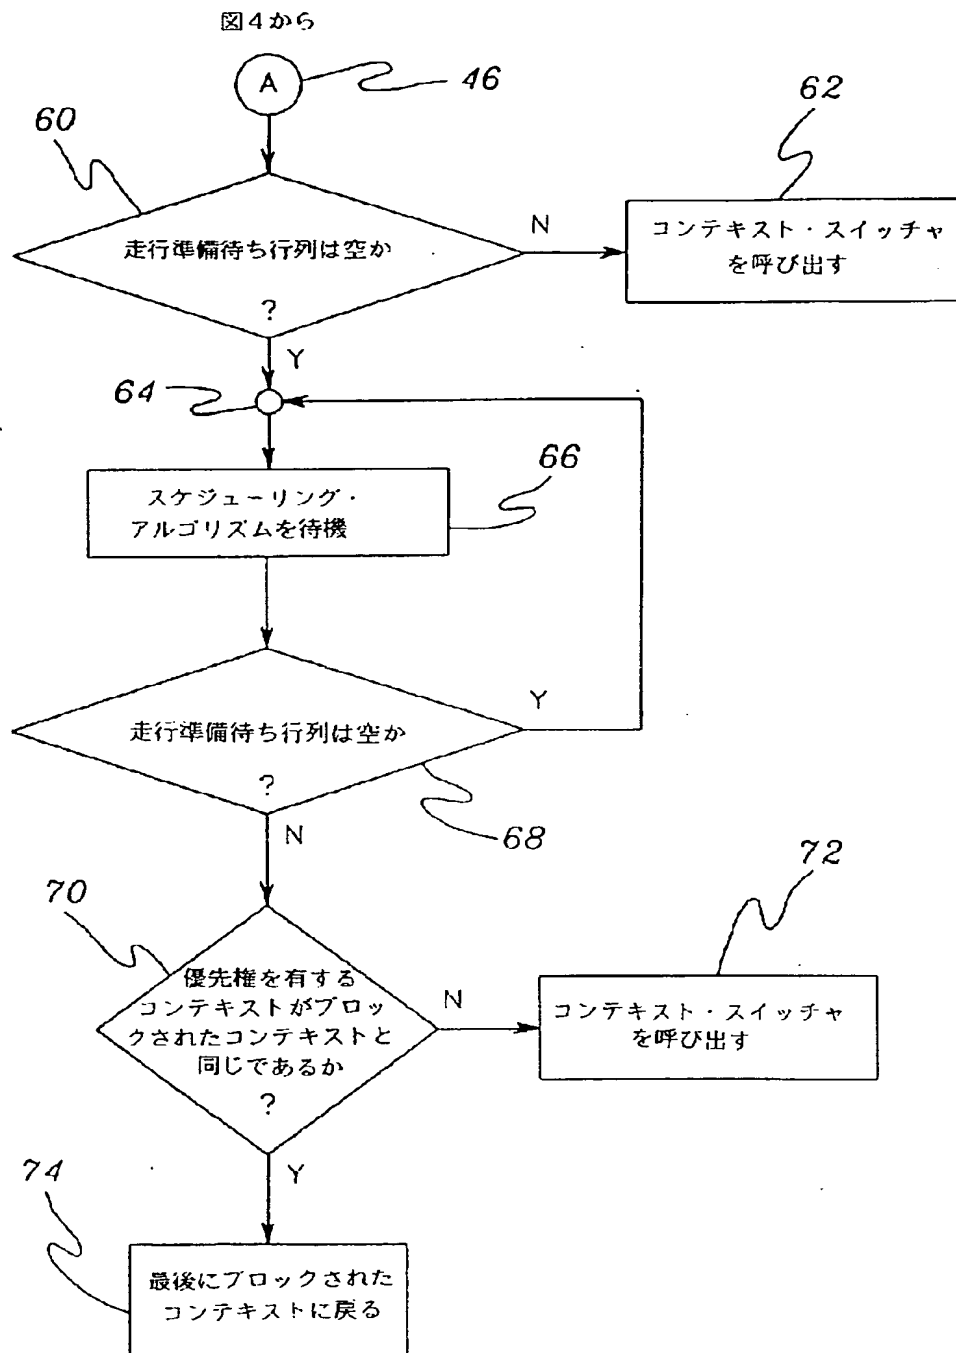 図4から
A
46
60
62
走行準備待ち行列は空か
?
N
コンテキスト・スイッチャ
を呼び出す
Y
64
66
スケジューリング・
アルゴリズムを待機
走行準備待ち行列は空か
?
Y
N
68
70
72
優先権を有する
コンテキストがブロッ
クされたコンテキストと
同じであるか
?
N
コンテキスト・スイッチャ
を呼び出す
Y
74
最後にブロックされた
コンテキストに戻る